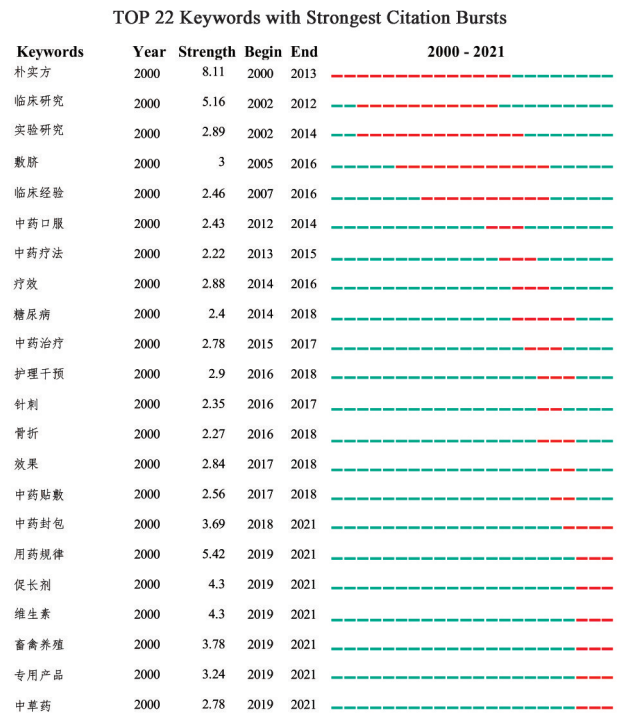 TOP 22 Keywords with Strongest Citation Bursts
Keywords Year Strength Begin End 2000 - 2021
朴实方 2000 8.11 2000 2013
临床研究 2000 5.16 2002 2012
实验研究 2000 2.89 2002 2014
敷脐 2000 3 2005 2016
临床经验 2000 2.46 2007 2016
中药口服 2000 2.43 2012 2014
中药疗法 2000 2.22 2013 2015
疗效 2000 2.88 2014 2016
糖尿病 2000 2.4 2014 2018
中药治疗 2000 2.78 2015 2017
护理干预 2000 2.9 2016 2018
针刺 2000 2.35 2016 2017
骨折 2000 2.27 2016 2018
效果 2000 2.84 2017 2018
中药贴敷 2000 2.56 2017 2018
中药封包 2000 3.69 2018 2021
用药规律 2000 5.42 2019 2021
促长剂 2000 4.3 2019 2021
维生素 2000 4.3 2019 2021
畜禽养殖 2000 3.78 2019 2021
专用产品 2000 3.24 2019 2021
中草药 2000 2.78 2019 2021